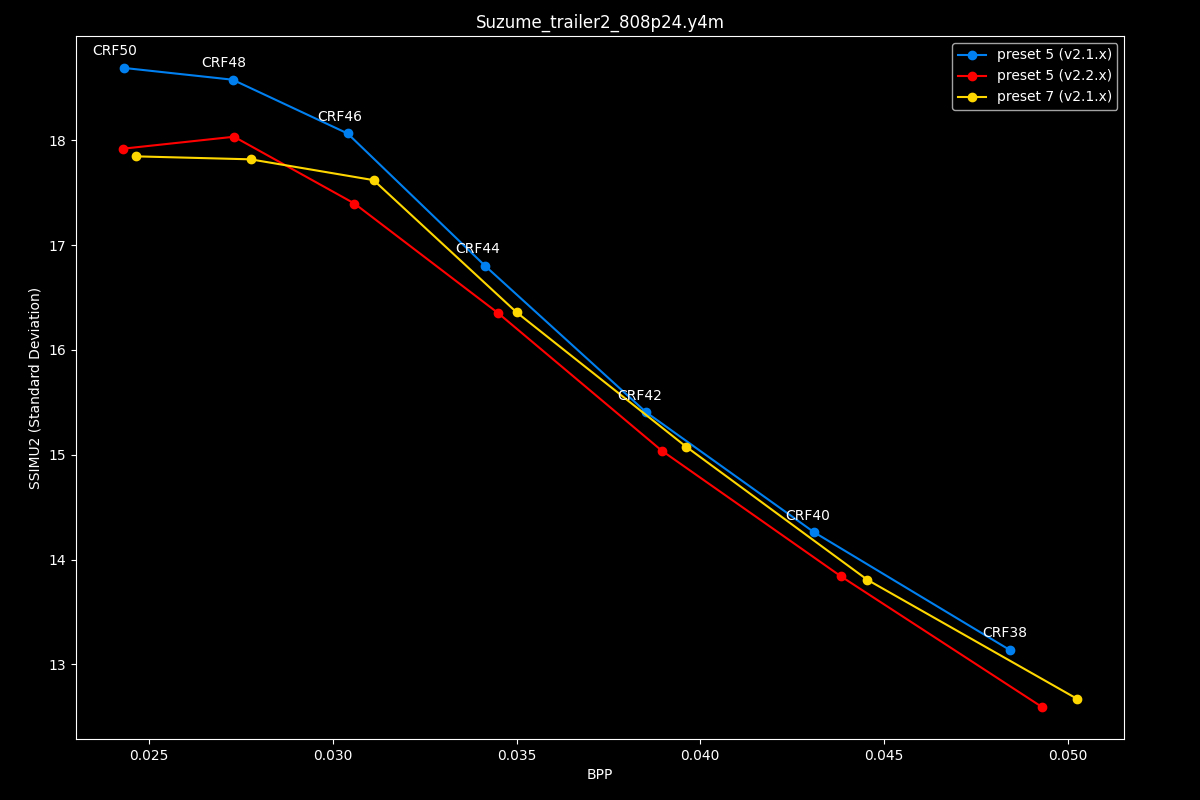 Suzume_trailer2_808p24.y4m
CRF50
CRF48
CRF46
CRF44
CRF42
CRF40
CRF38
preset 5 (v2.1.x)
preset 5 (v2.2.x)
preset 7 (v2.1.x)
SSIMU2 (Standard Deviation)
18
17
16
15
14
13
0.025
0.030
0.035
0.040
0.045
0.050
BPP